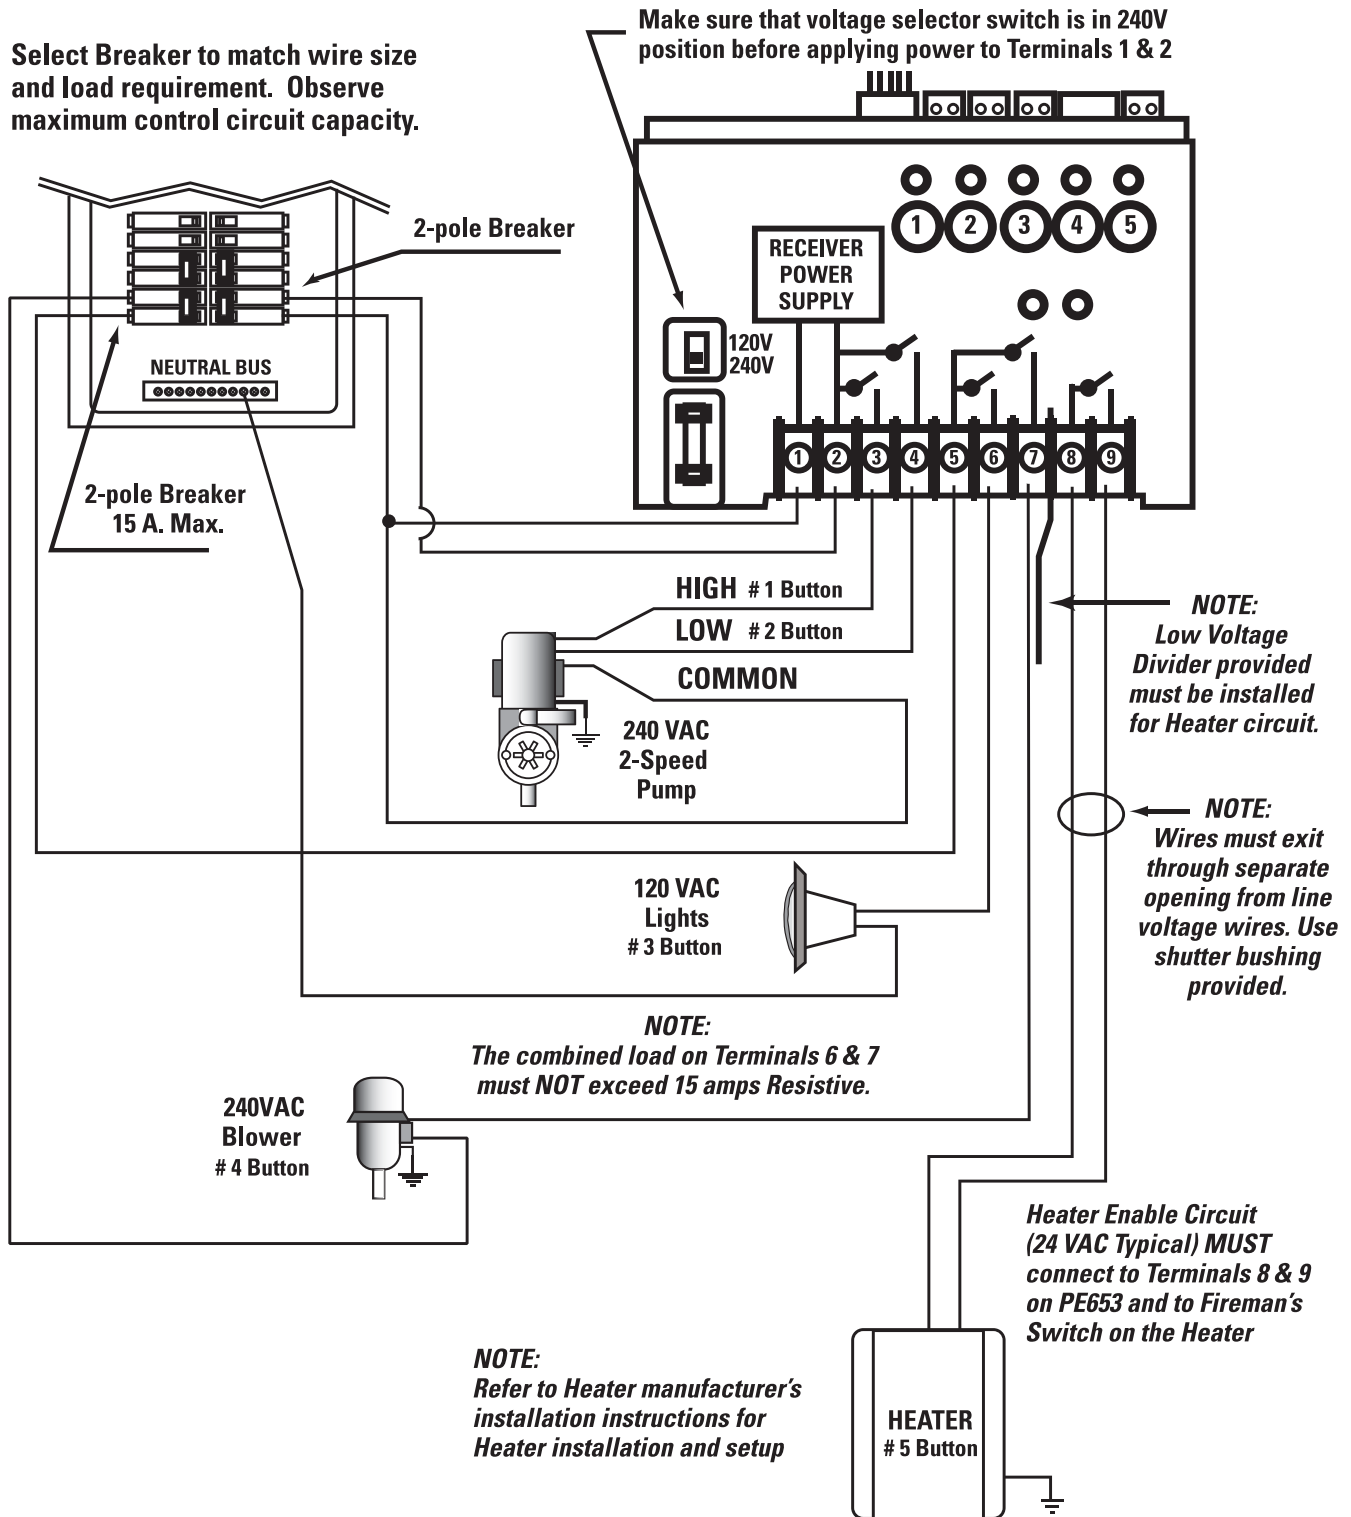 Make sure that voltage selector switch is in 240V
position before applying power to Terminals 1 & 2
Select Breaker to match wire size
and load requirement. Observe
maximum control circuit capacity.
2-pole Breaker
NEUTRAL BUS
2-pole Breaker
15 A. Max.
1 2 3 4 5
RECEIVER
POWER
SUPPLY
120V
240V
1 2 3 4 5 6 7 8 9
HIGH # 1 Button
LOW # 2 Button
COMMON
240 VAC
2-Speed
Pump
NOTE:
Low Voltage
Divider provided
must be installed
for Heater circuit.
NOTE:
Wires must exit
through separate
opening from line
voltage wires. Use
shutter bushing
provided.
120 VAC
Lights
# 3 Button
NOTE:
The combined load on Terminals 6 & 7
must NOT exceed 15 amps Resistive.
240VAC
Blower
# 4 Button
Heater Enable Circuit
(24 VAC Typical) MUST
connect to Terminals 8 & 9
on PE653 and to Fireman's
Switch on the Heater
NOTE:
Refer to Heater manufacturer's
installation instructions for
Heater installation and setup
HEATER
# 5 Button